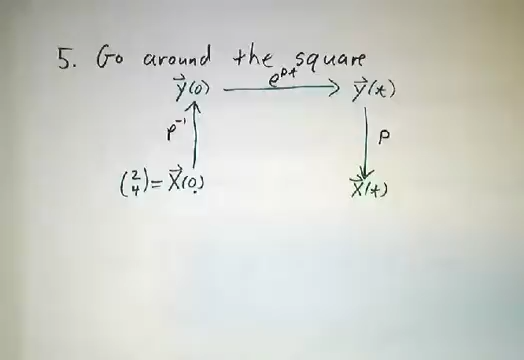 5. Go around the square
y⃗(0) e^{Dt} y⃗(t)
p⁻¹ P
(2 4) = x⃗(0) x⃗(t)